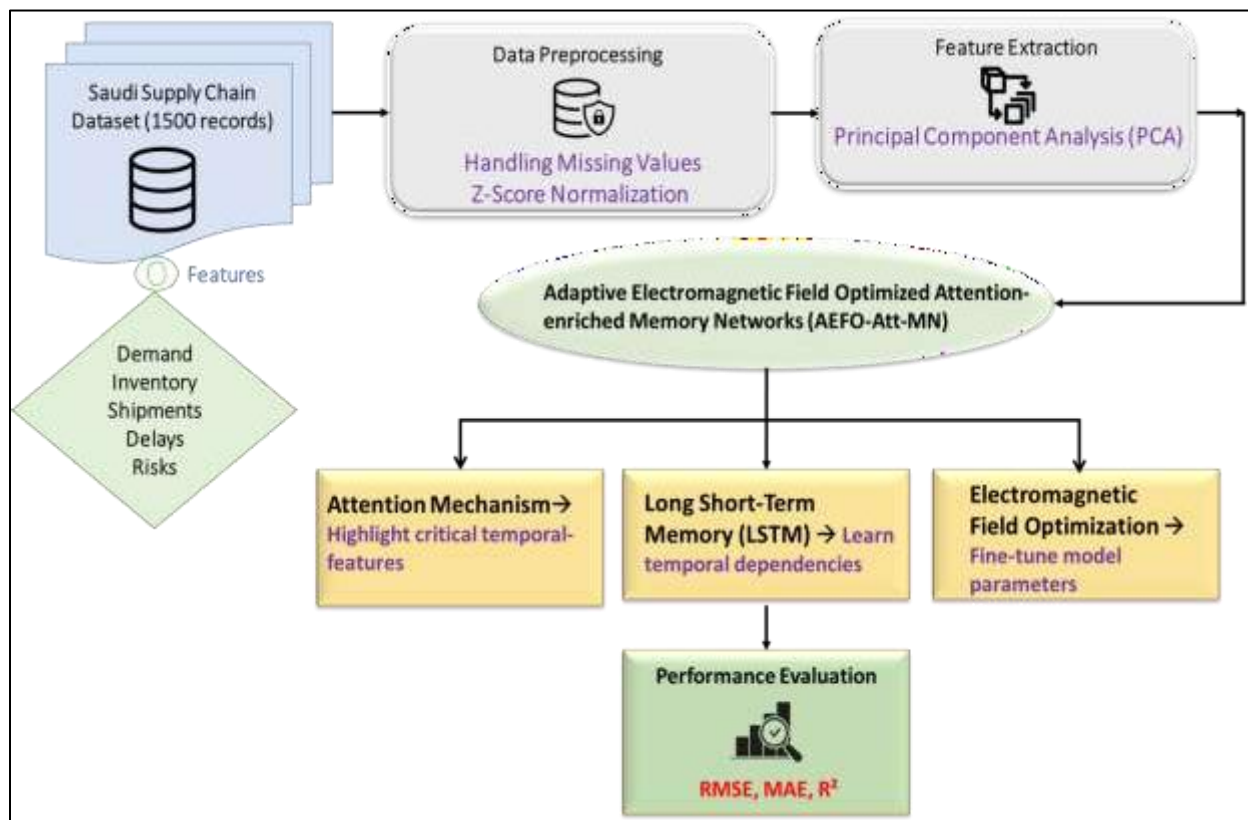 Saudi Supply Chain
Dataset (1500 records)
Features
Demand
Inventory
Shipments
Delays
Risks
Data Preprocessing
Handling Missing Values
Z-Score Normalization
Feature Extraction
Principal Component Analysis (PCA)
Adaptive Electromagnetic Field Optimized Attention-
enriched Memory Networks (AEFO-Att-MN)
Attention Mechanism→
Highlight critical temporal-
features
Long Short-Term
Memory (LSTM) → Learn
temporal dependencies
Electromagnetic
Field Optimization →
Fine-tune model
parameters
Performance Evaluation
RMSE, MAE, R²